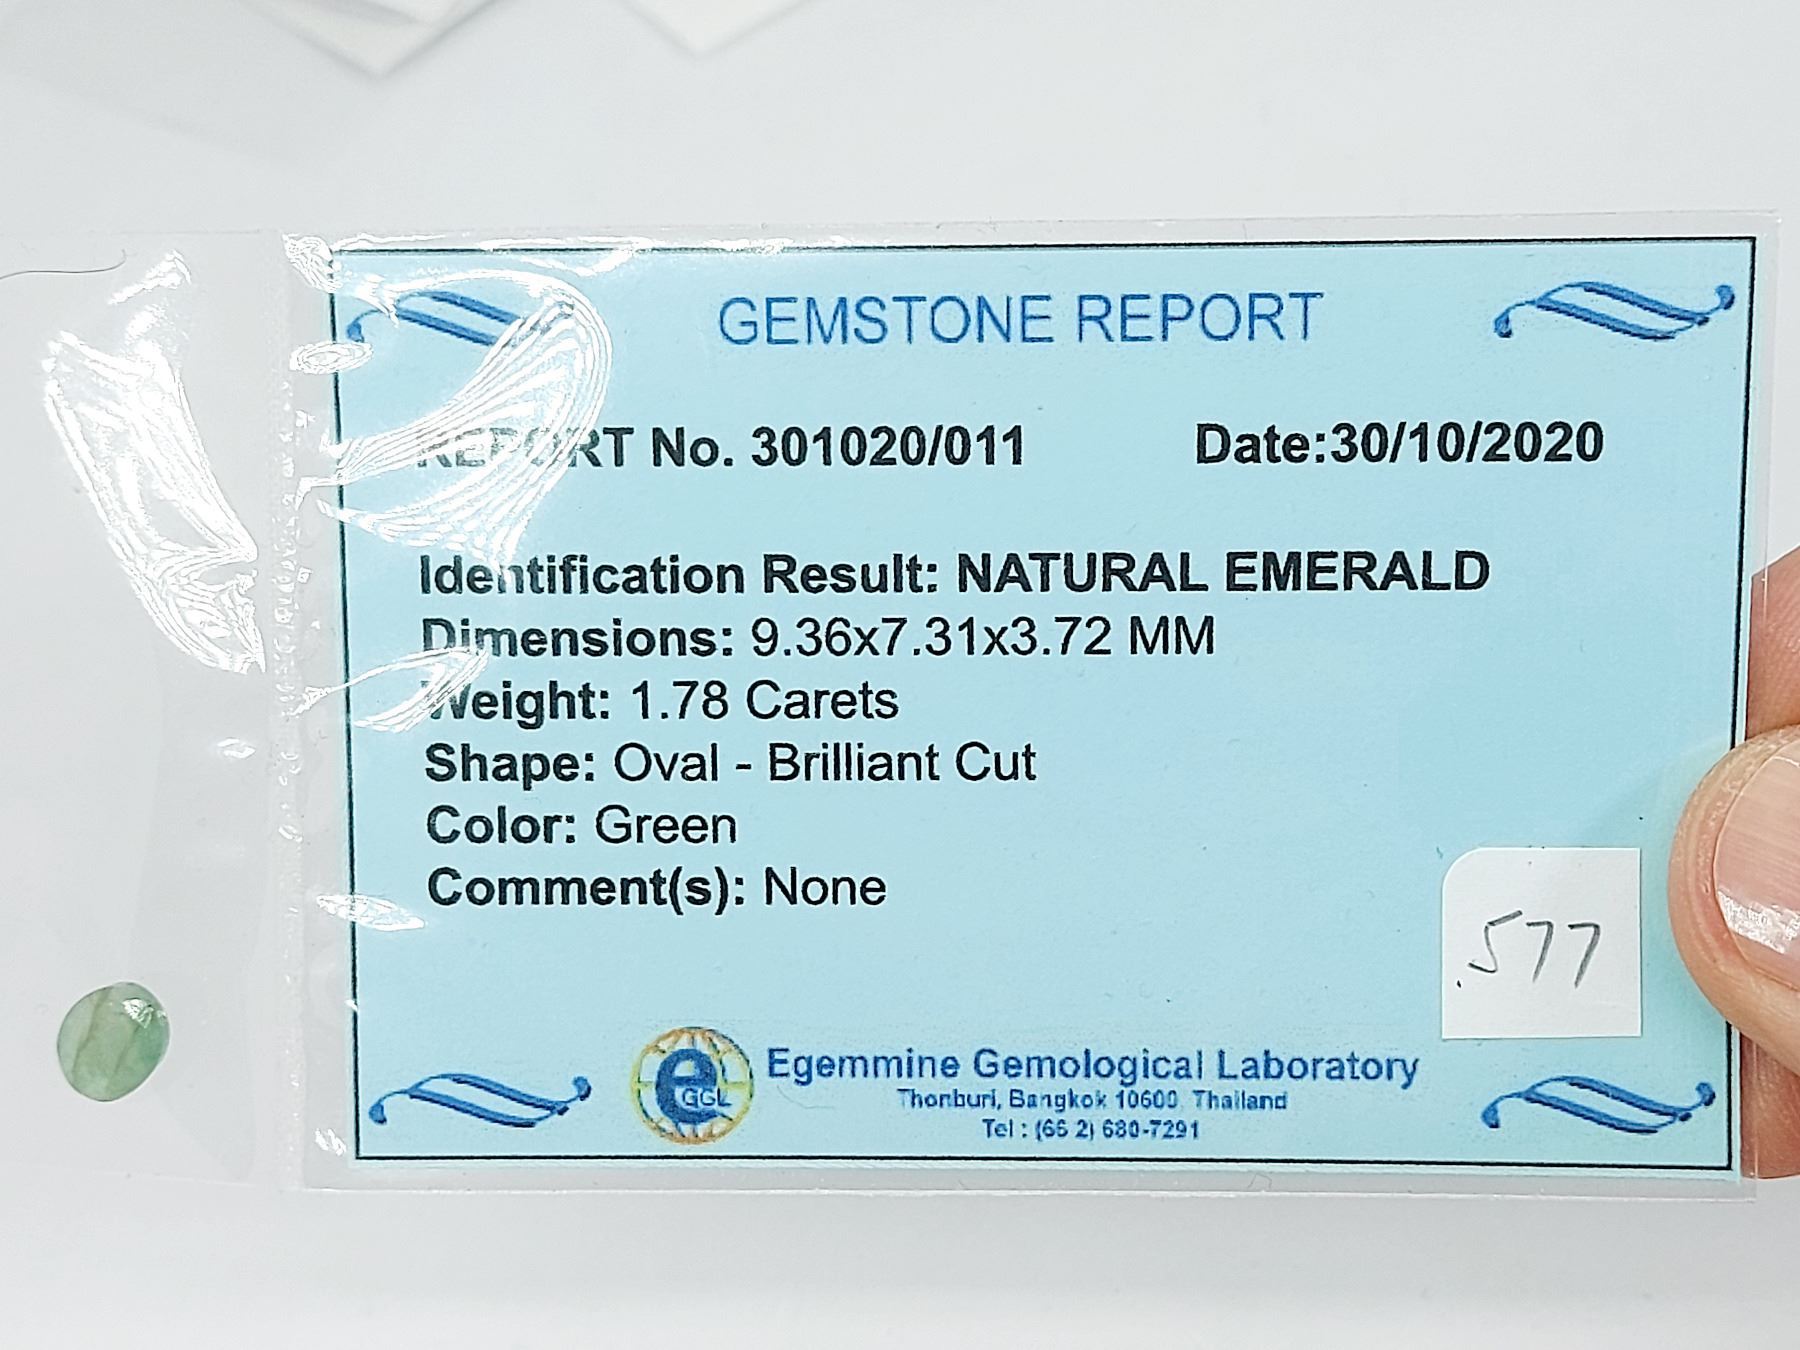 GEMSTONE REPORT
REPORT No. 301020/011 Date:30/10/2020
Identification Result: NATURAL EMERALD
Dimensions: 9.36x7.31x3.72 MM
Weight: 1.78 Carets
Shape: Oval - Brilliant Cut
Color: Green
Comment(s): None
.577
e GGL
Egemmine Gemological Laboratory
Thonburi, Bangkok 10600, Thailand
Tel : (66 2) 680-7291